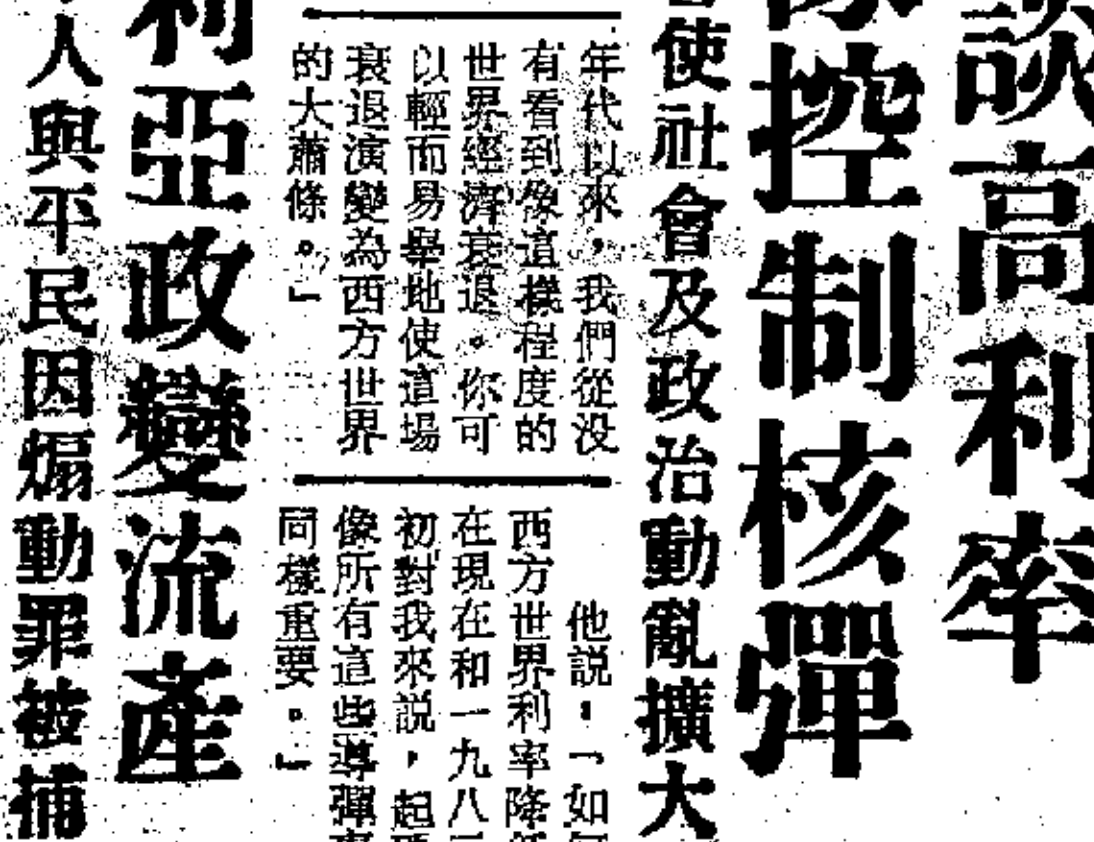 談高利率
控制核彈
使社會及政治動亂擴大
年代以來，我們從没
有看到像這樣程度的
世界經濟衰退。你可
以輕而易舉地使這場
衰退演變為西方世界
的大蕭條。」
他説：「如
西方世界利率降
在現在和一九八
初對我來説，起
像所有這些導彈
同樣重要。」
利亞政變流產
人與平民因煽動罪被捕